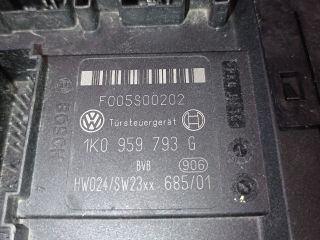 F005S00202
Türsteuergerät
1K0 959 793 G
BVB 906
HW024/SW23xx 685/01
BOSCH